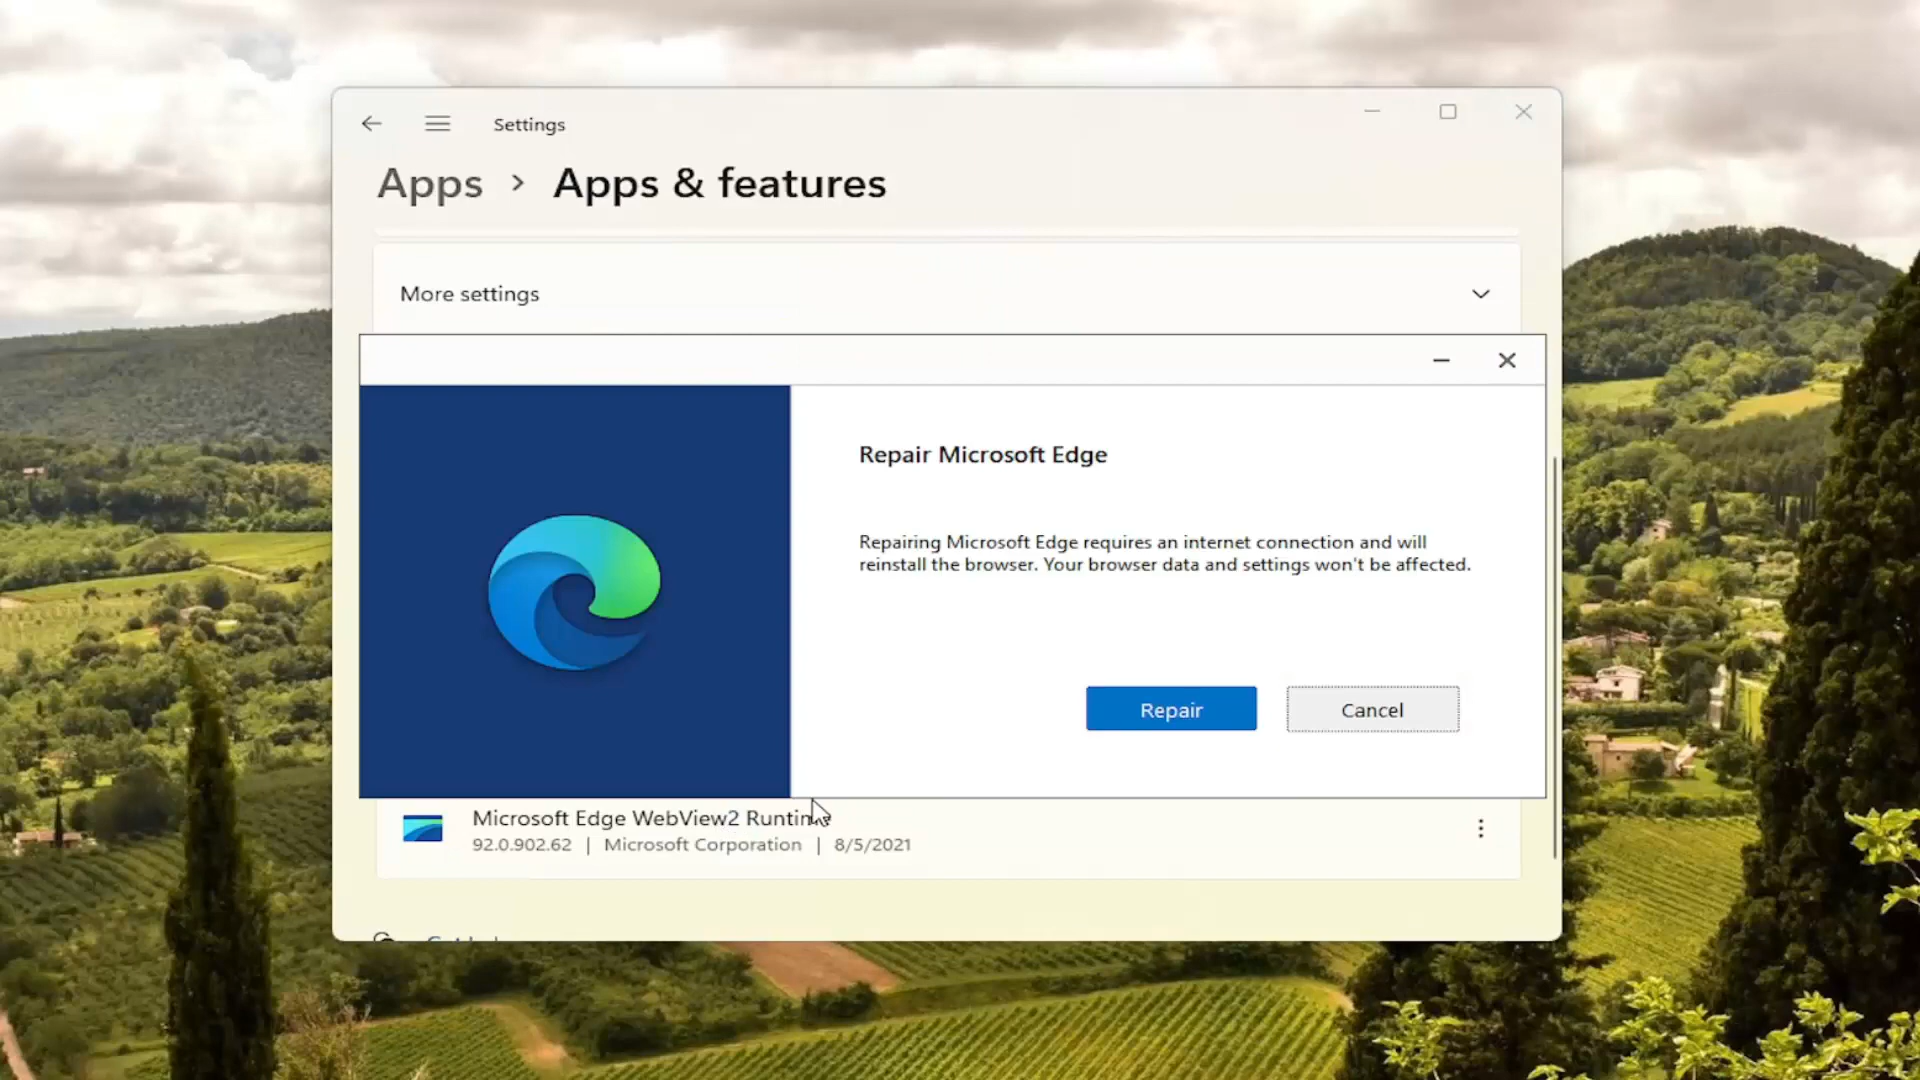 Settings
Apps > Apps & features
More settings
Repair Microsoft Edge
Repairing Microsoft Edge requires an internet connection and will
reinstall the browser. Your browser data and settings won't be affected.
Repair Cancel
Microsoft Edge WebView2 Runtime
92.0.902.62 | Microsoft Corporation | 8/5/2021